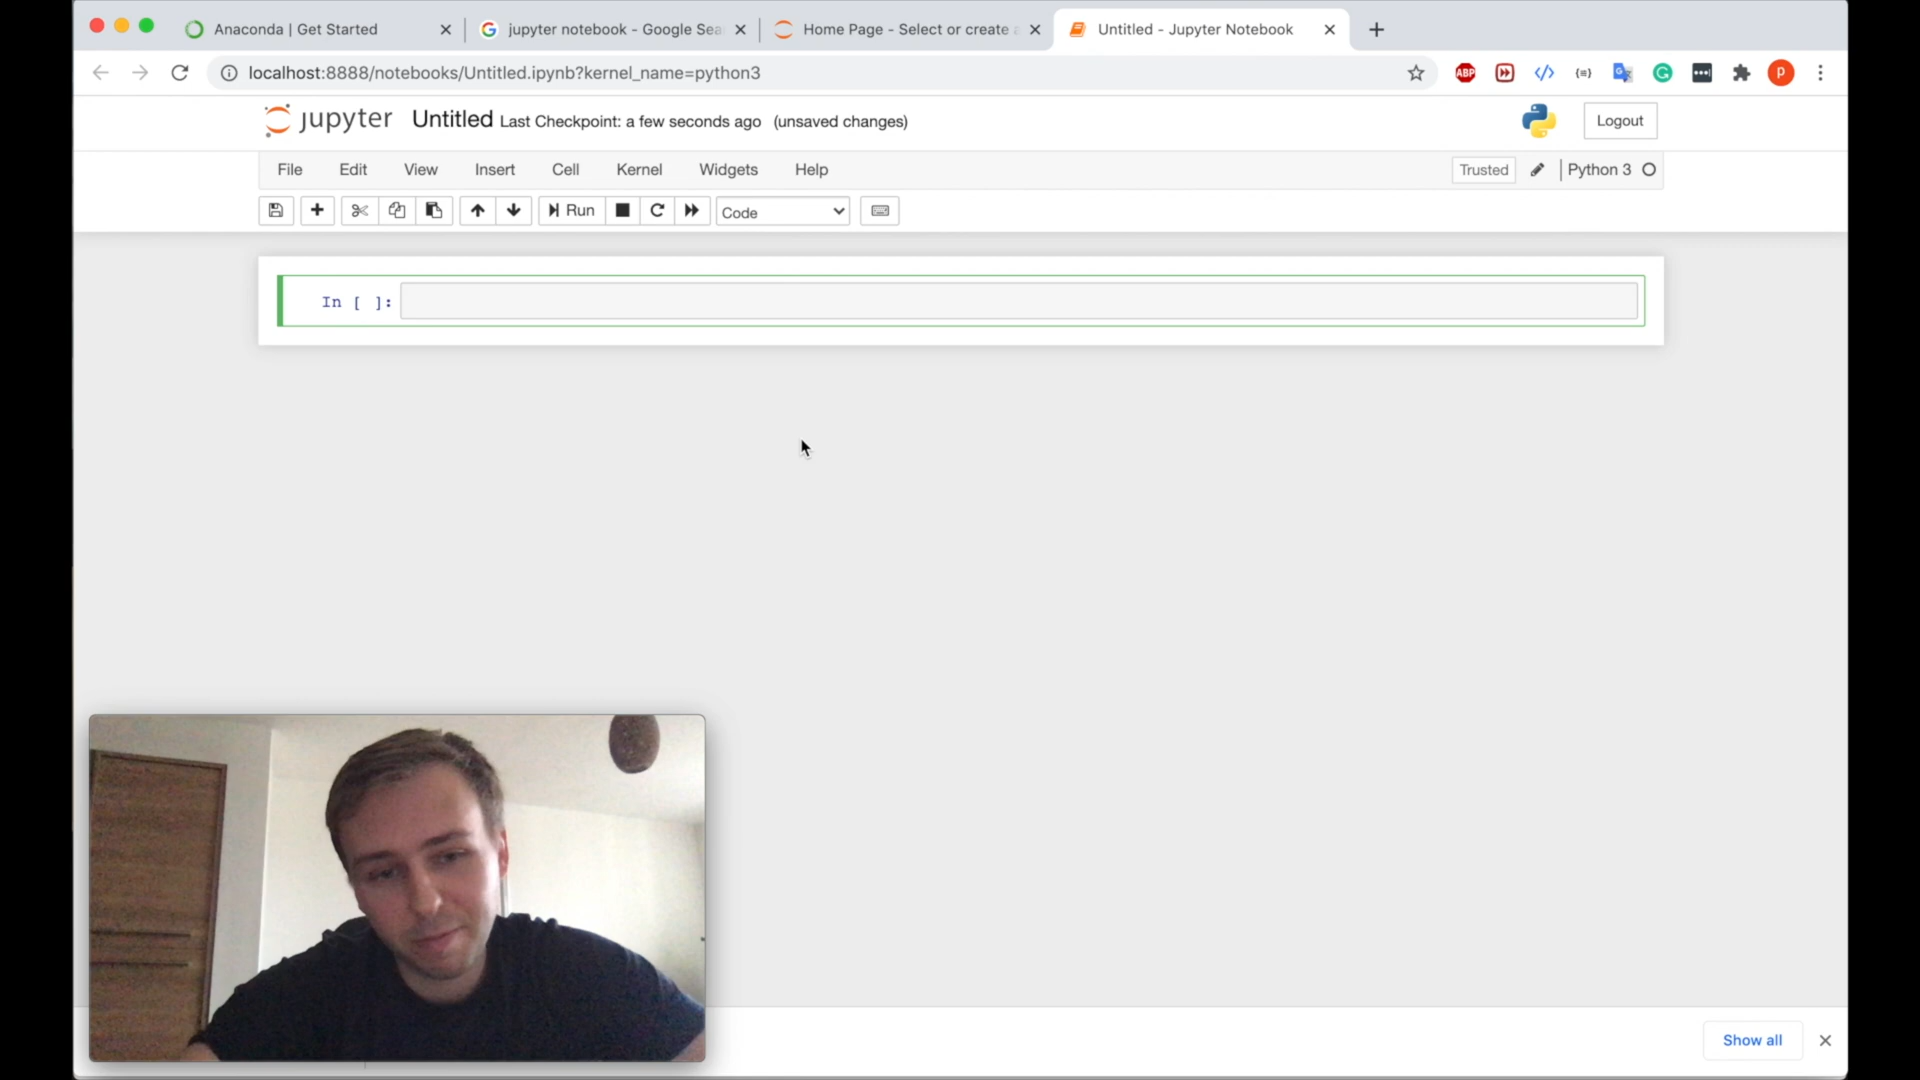 Anaconda | Get Started
jupyter notebook - Google Sea
Home Page - Select or create a
Untitled - Jupyter Notebook
localhost:8888/notebooks/Untitled.ipynb?kernel_name=python3
ABP
P
jupyter Untitled Last Checkpoint: a few seconds ago (unsaved changes)
Logout
File Edit View Insert Cell Kernel Widgets Help
Trusted Python 3
Run Code
In [ ]:
Show all